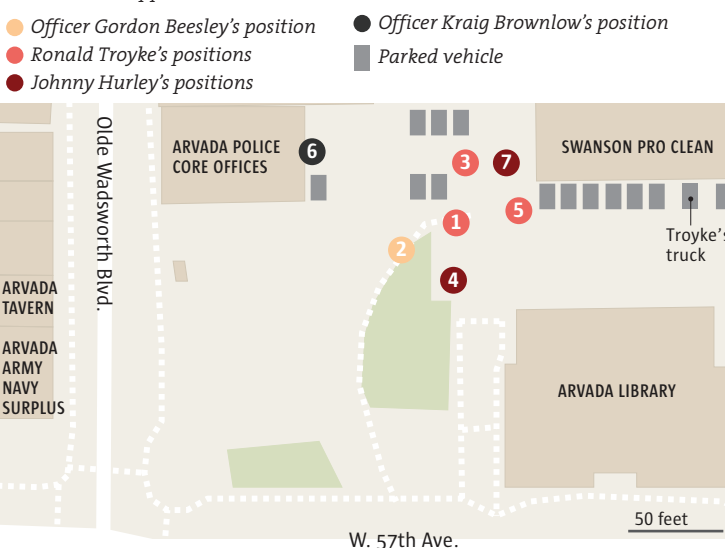 Officer Gordon Beesley's position
Ronald Troyke's positions
Johnny Hurley's positions
Officer Kraig Brownlow's position
Parked vehicle
Olde Wadsworth Blvd.
ARVADA POLICE
CORE OFFICES
6
3
7
SWANSON PRO CLEAN
1
5
2
4
Troyke's
truck
ARVADA
TAVERN
ARVADA
ARMY
NAVY
SURPLUS
ARVADA LIBRARY
50 feet
W. 57th Ave.